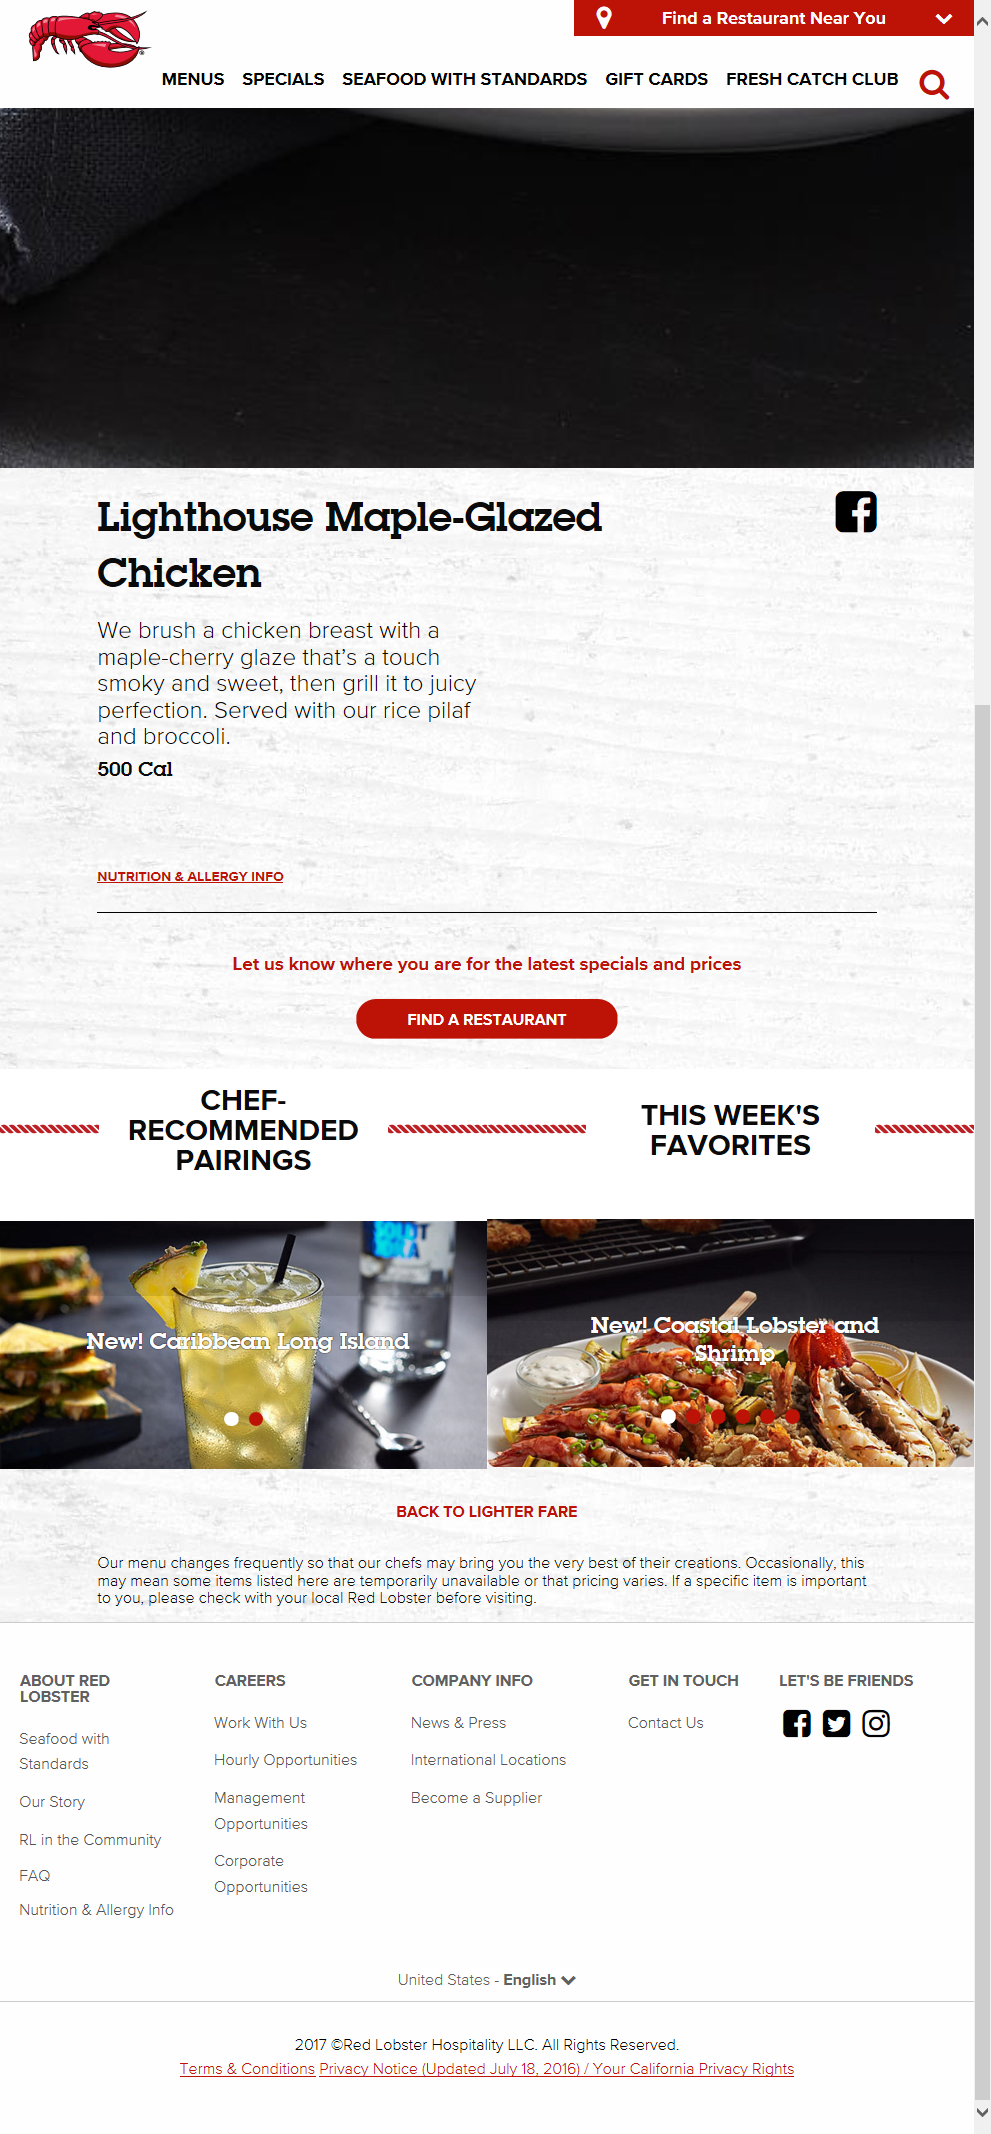 Find a Restaurant Near You
MENUS SPECIALS SEAFOOD WITH STANDARDS GIFT CARDS FRESH CATCH CLUB
Lighthouse Maple-Glazed
Chicken
We brush a chicken breast with a
maple-cherry glaze that’s a touch
smoky and sweet, then grill it to juicy
perfection. Served with our rice pilaf
and broccoli.
500 Cal
NUTRITION & ALLERGY INFO
Let us know where you are for the latest specials and prices
FIND A RESTAURANT
CHEF-
RECOMMENDED
PAIRINGS
THIS WEEK'S
FAVORITES
New! Caribbean Long Island
New! Coastal Lobster and
Shrimp
BACK TO LIGHTER FARE
Our menu changes frequently so that our chefs may bring you the very best of their creations. Occasionally, this
may mean some items listed here are temporarily unavailable or that pricing varies. If a specific item is important
to you, please check with your local Red Lobster before visiting.
ABOUT RED
LOBSTER
Seafood with
Standards
Our Story
RL in the Community
FAQ
Nutrition & Allergy Info
CAREERS
Work With Us
Hourly Opportunities
Management
Opportunities
Corporate
Opportunities
COMPANY INFO
News & Press
International Locations
Become a Supplier
GET IN TOUCH
Contact Us
LET'S BE FRIENDS
United States - English
2017 ©Red Lobster Hospitality LLC. All Rights Reserved.
Terms & Conditions Privacy Notice (Updated July 18, 2016) / Your California Privacy Rights